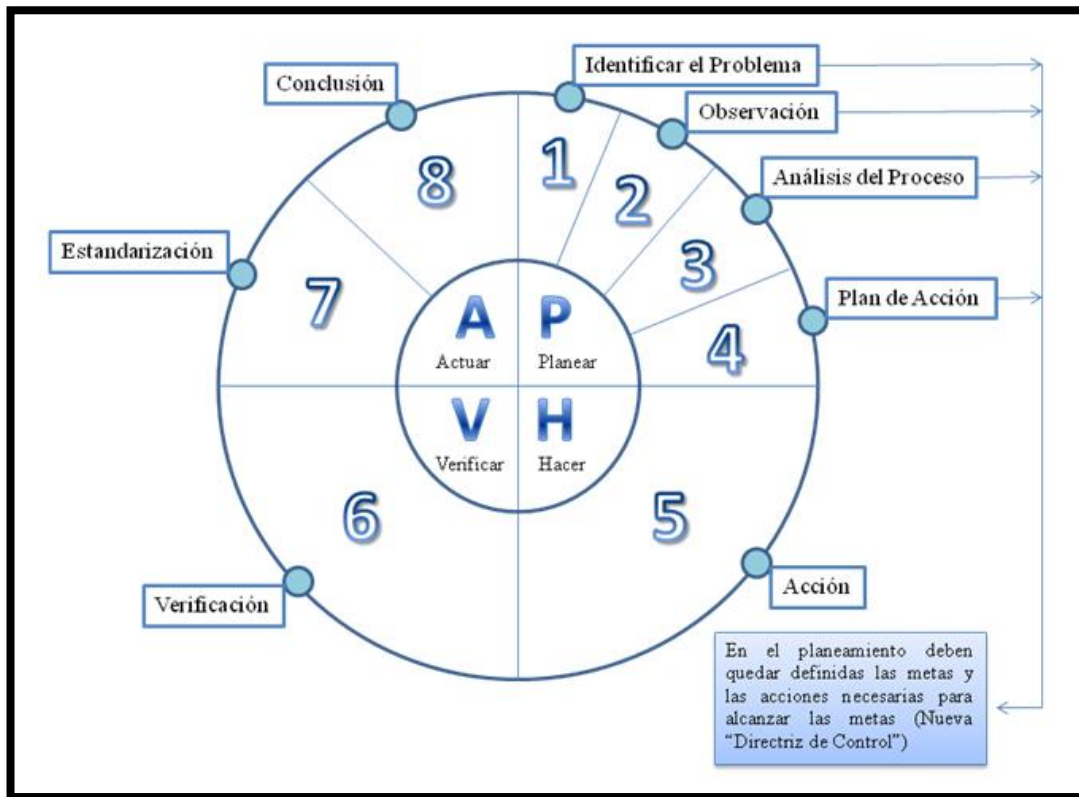 Identificar el Problema
Conclusión
Observación
1
8
2
Análisis del Proceso
Estandarización
3
7
Plan de Acción
A
P
4
Actuar
Planear
V
H
Verificar
Hacer
6
5
Verificación
Acción
En el planeamiento deben
quedar definidas las metas y
las acciones necesarias para
alcanzar las metas (Nueva
“Directriz de Control”)